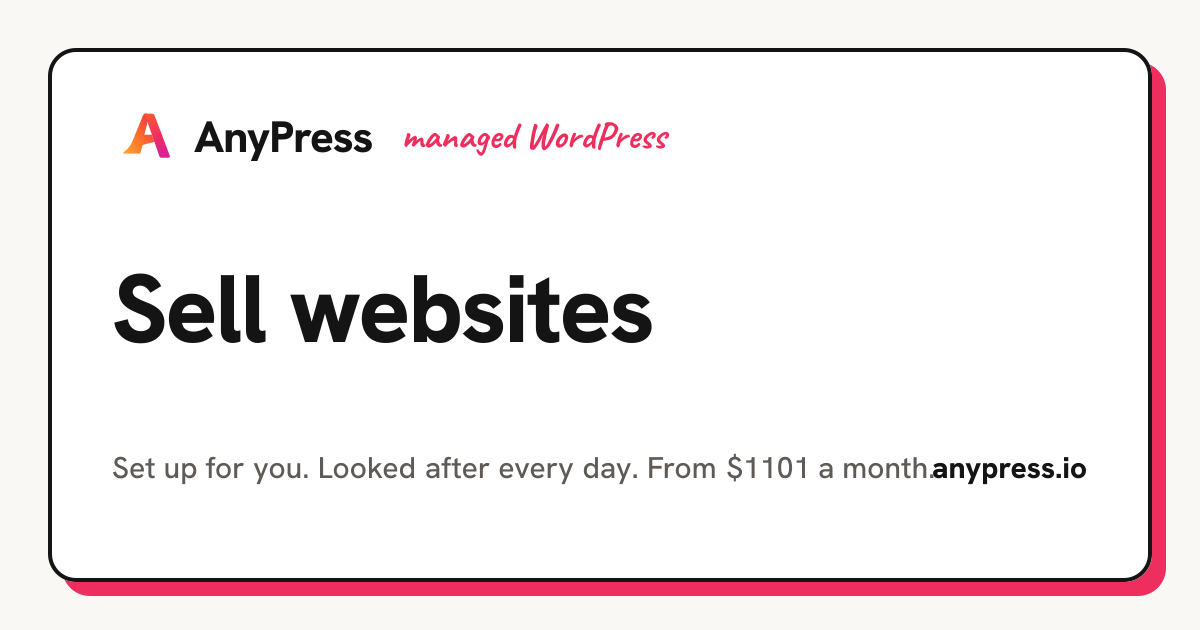 AnyPress managed WordPress
Sell websites
Set up for you. Looked after every day. From $1101 a month.anypress.io